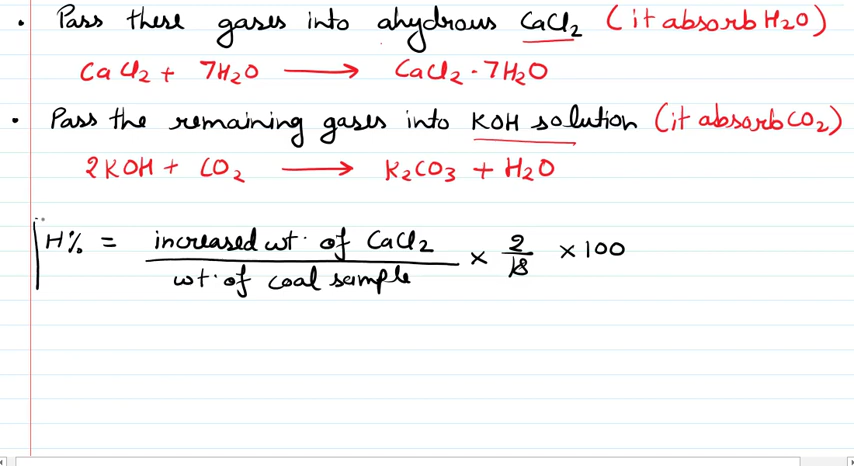 • Pass these gases into ahydrous CaCl2 (it absorb H2O)
CaCl2 + 7H2O → CaCl2 · 7H2O
• Pass the remaining gases into KOH solution (it absorb CO2)
2KOH + CO2 → K2CO3 + H2O
H% = increased wt. of CaCl2 / wt. of coal sample × 2/18 × 100